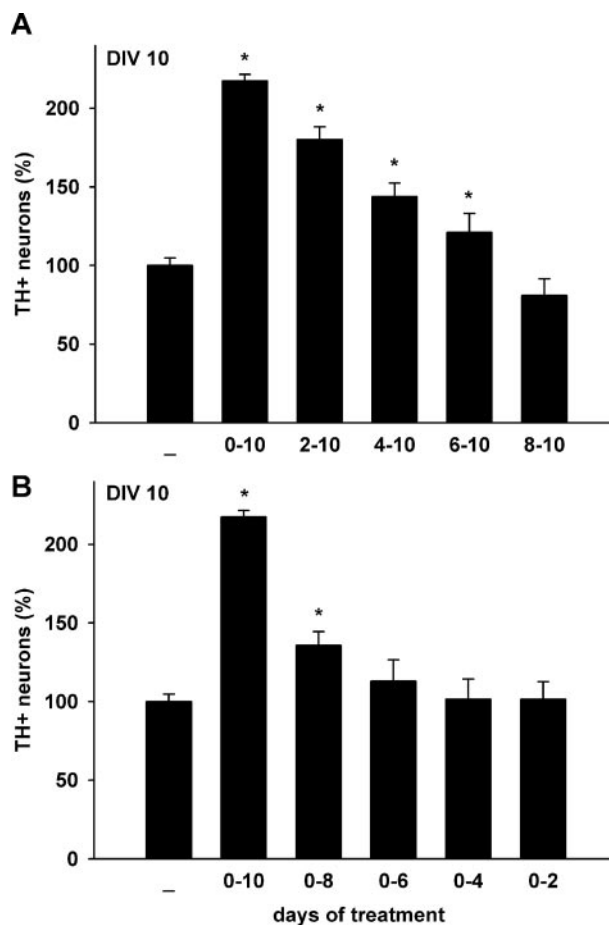 A
DIV 10
TH+ neurons (%)
200
150
100
50
0
* * * *
– 0-10 2-10 4-10 6-10 8-10
B
DIV 10
TH+ neurons (%)
200
150
100
50
0
* *
– 0-10 0-8 0-6 0-4 0-2
days of treatment